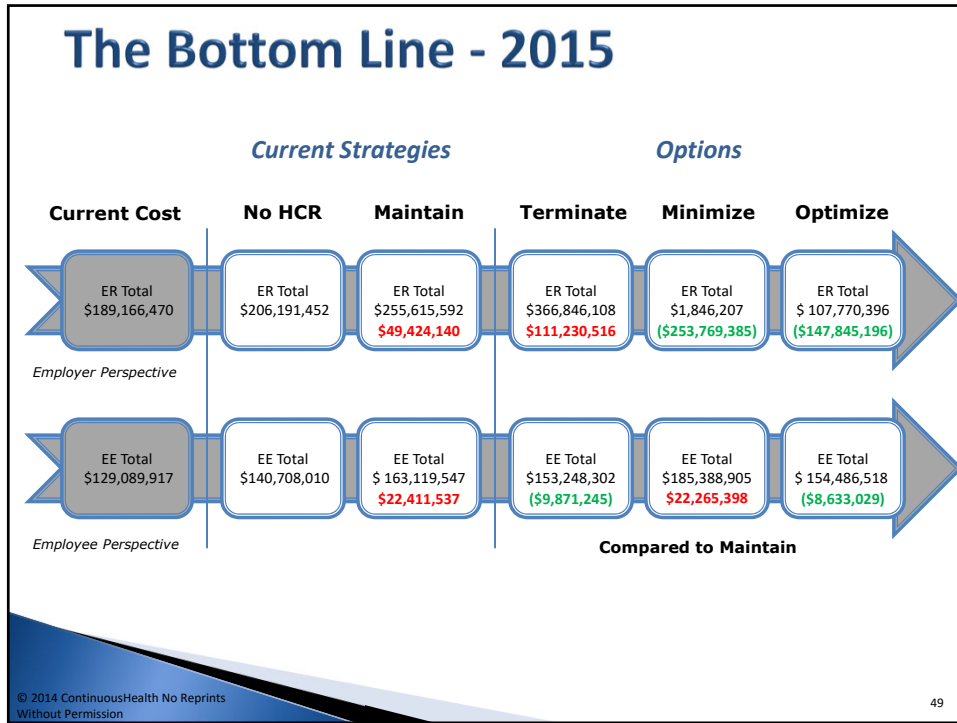 The Bottom Line - 2015
Current Strategies
Options
Current Cost
No HCR
Maintain
Terminate
Minimize
Optimize
ER Total
$189,166,470
ER Total
$206,191,452
ER Total
$255,615,592
$49,424,140
ER Total
$366,846,108
$111,230,516
ER Total
$1,846,207
($253,769,385)
ER Total
$ 107,770,396
($147,845,196)
Employer Perspective
EE Total
$129,089,917
EE Total
$140,708,010
EE Total
$ 163,119,547
$22,411,537
EE Total
$153,248,302
($9,871,245)
EE Total
$185,388,905
$22,265,398
EE Total
$ 154,486,518
($8,633,029)
Employee Perspective
Compared to Maintain
© 2014 ContinuousHealth No Reprints
Without Permission
49